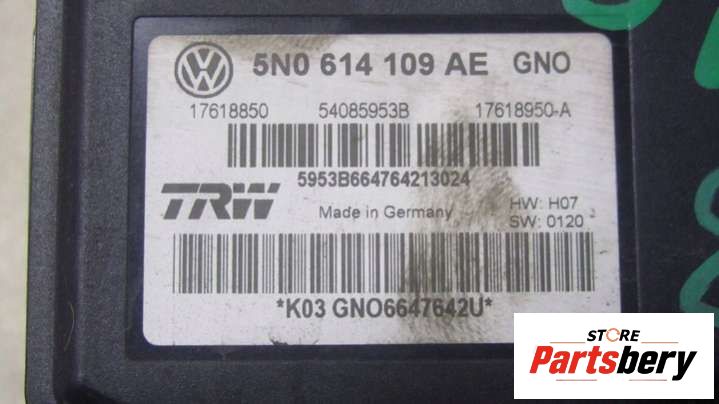 5N0 614 109 AE GNO
17618850 54085953B 17618950-A
5953B664764213024
TRW Made in Germany HW: H07
SW: 0120
*K03 GNO6647642U*
STORE
Partsbery